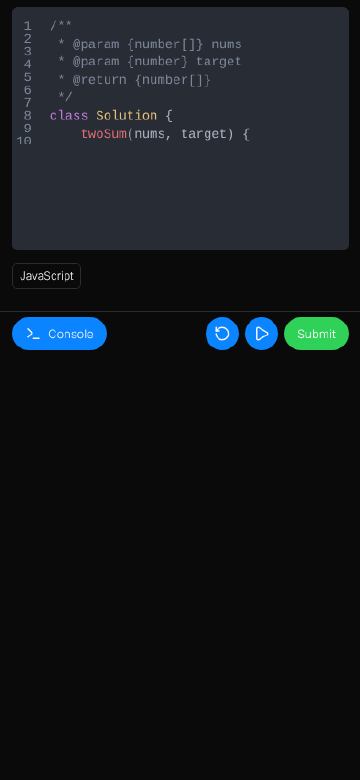 1 /**
2 * @param {number[]} nums
3 * @param {number} target
4 * @return {number[]}
5 */
6 class Solution {
7 twoSum(nums, target) {
8
9
10
JavaScript
Console
Submit